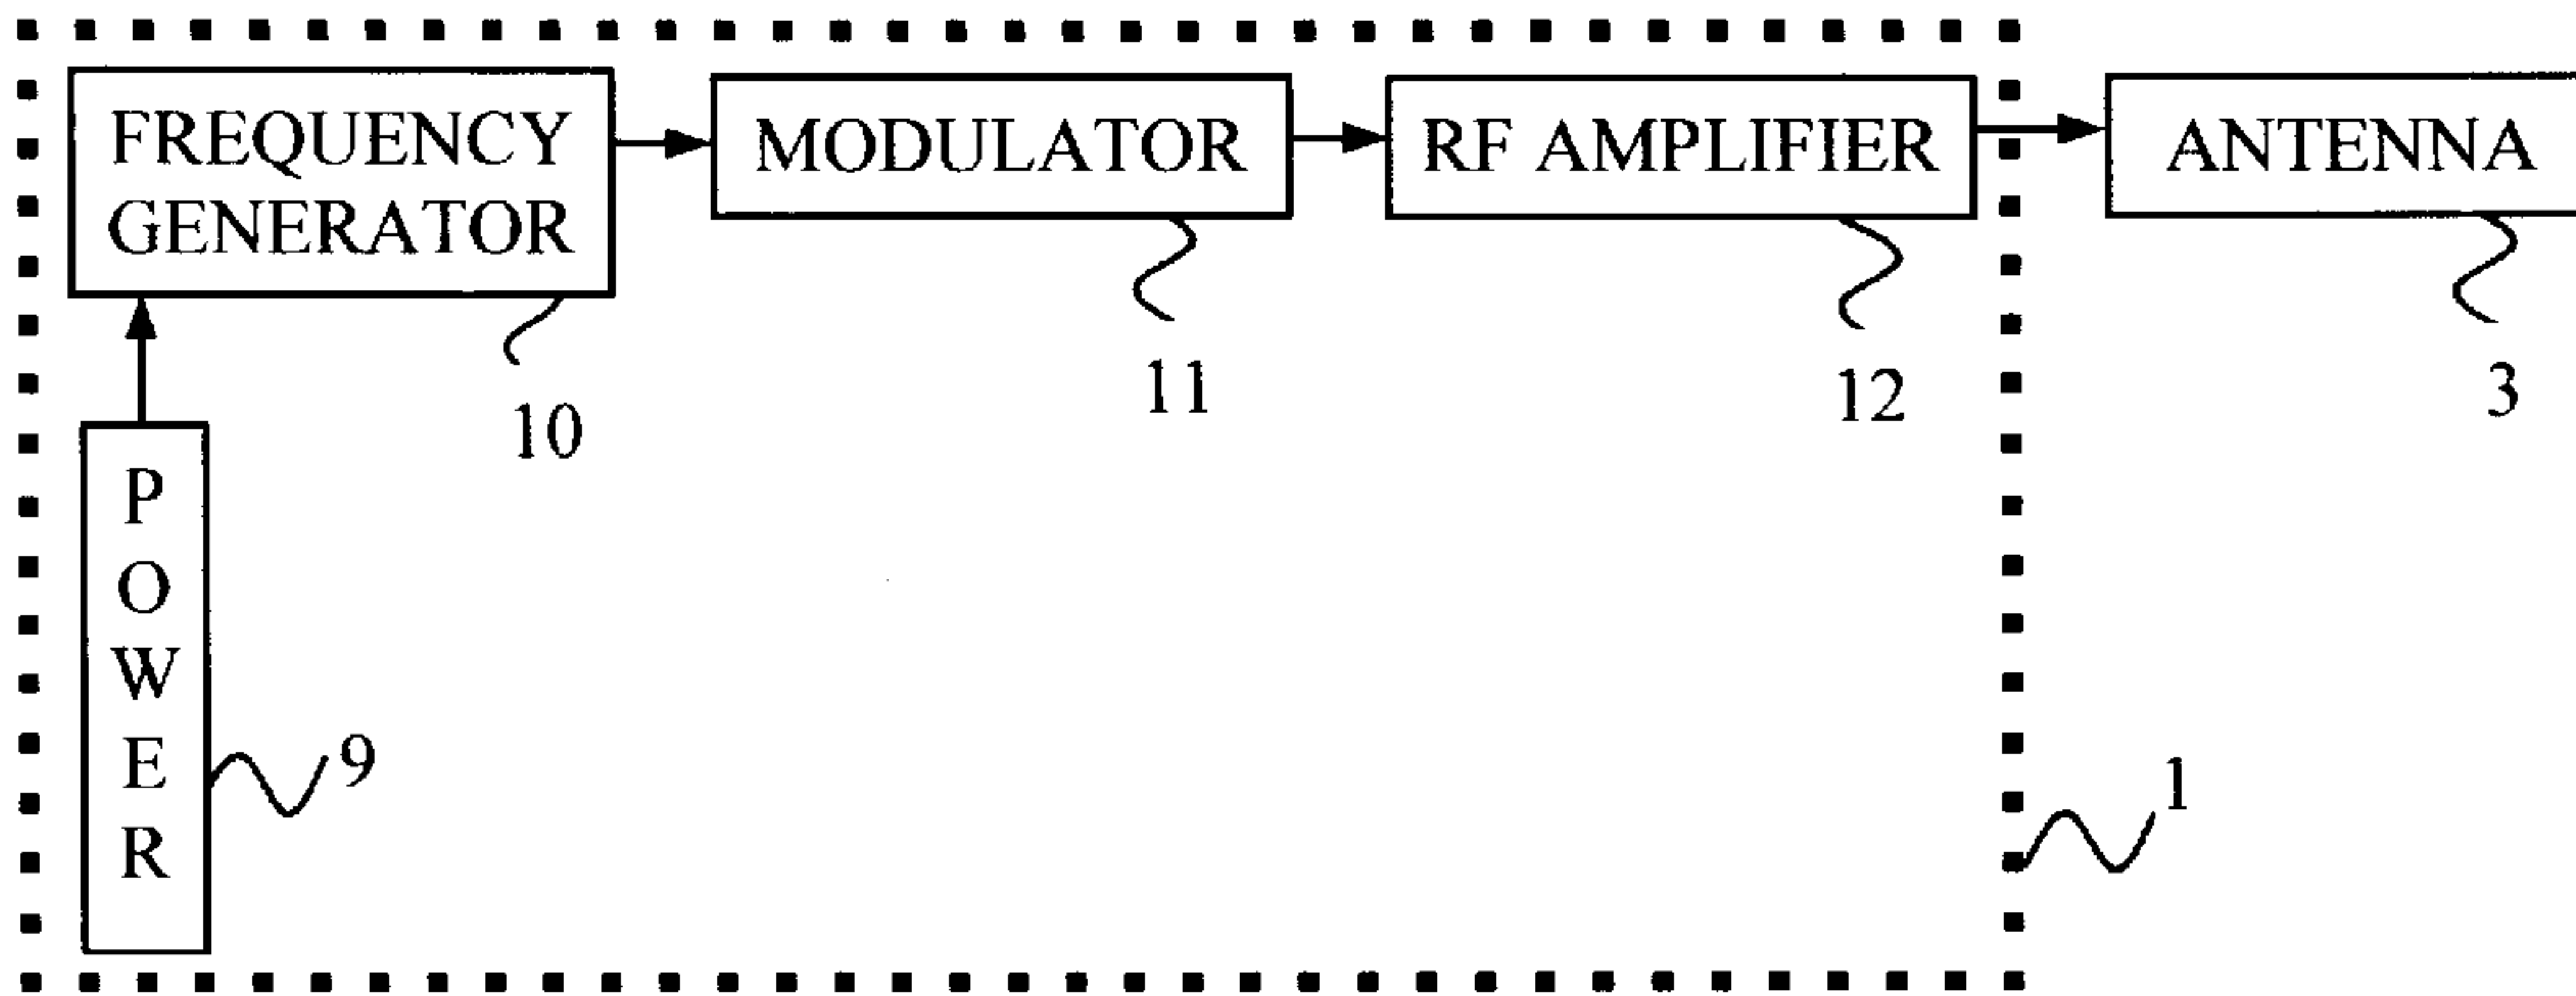 FREQUENCY
GENERATOR
MODULATOR
RF AMPLIFIER
ANTENNA
10
11
12
3
P
O
W
E
R
9
1